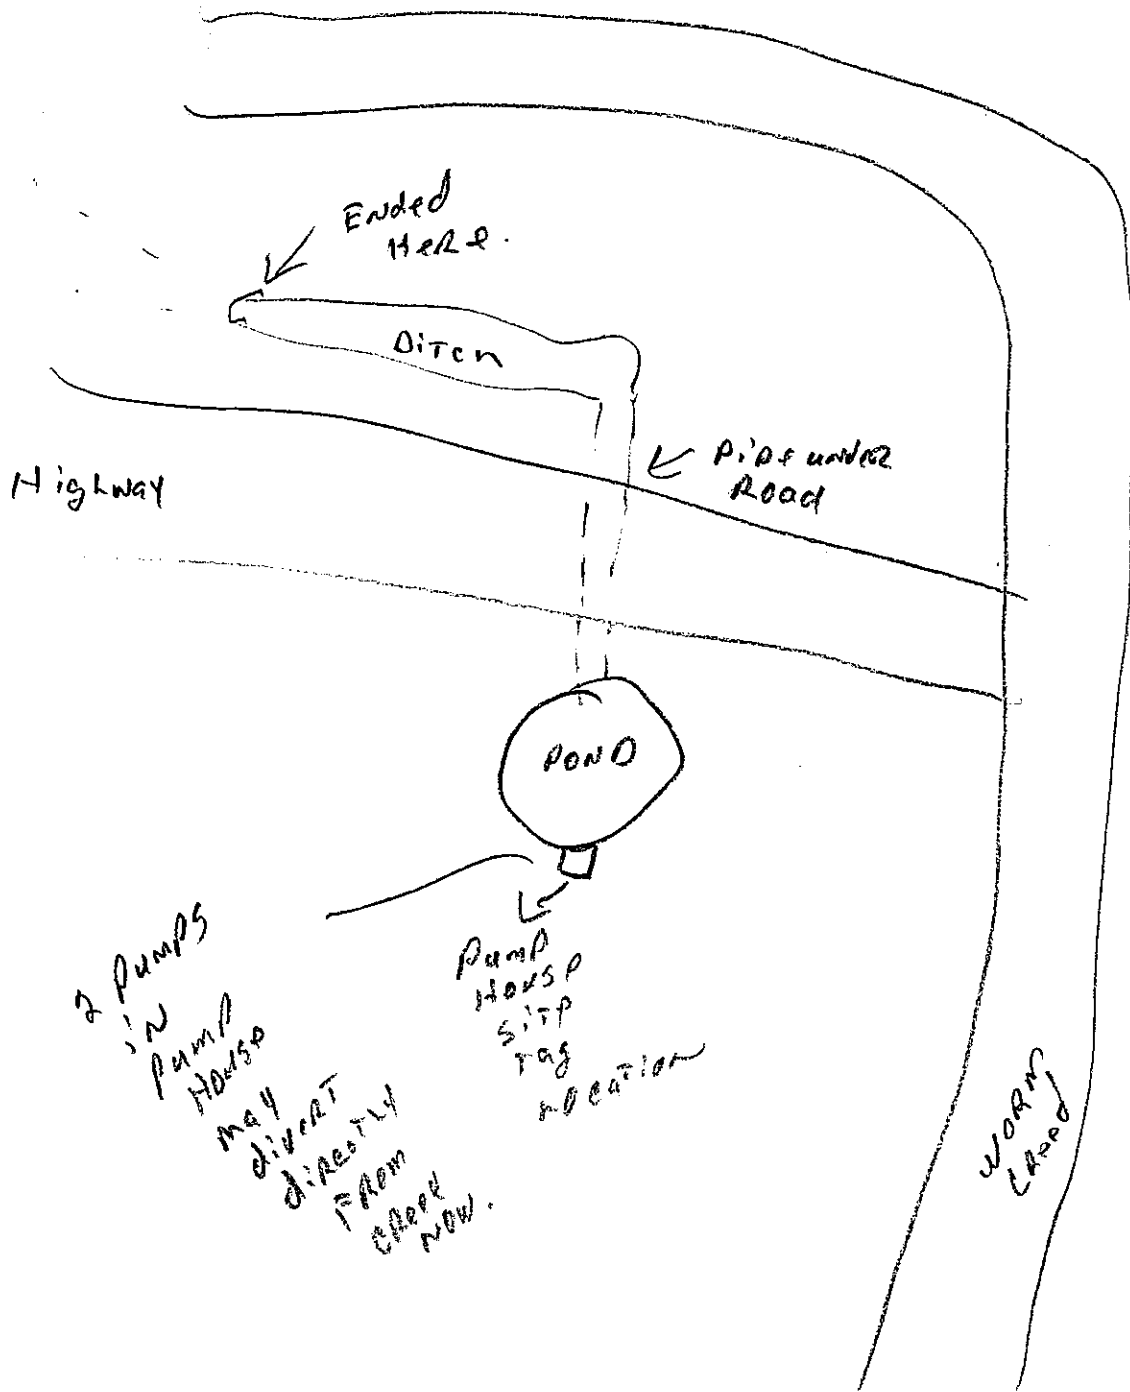 Ended
Here.
Ditch
Pipe under
Road
Highway
POND
2 Pumps
in
Pump
House
may
divert
directly
From
creek
now.
Pump
House
Site
Tag
Location
Worm
Creek